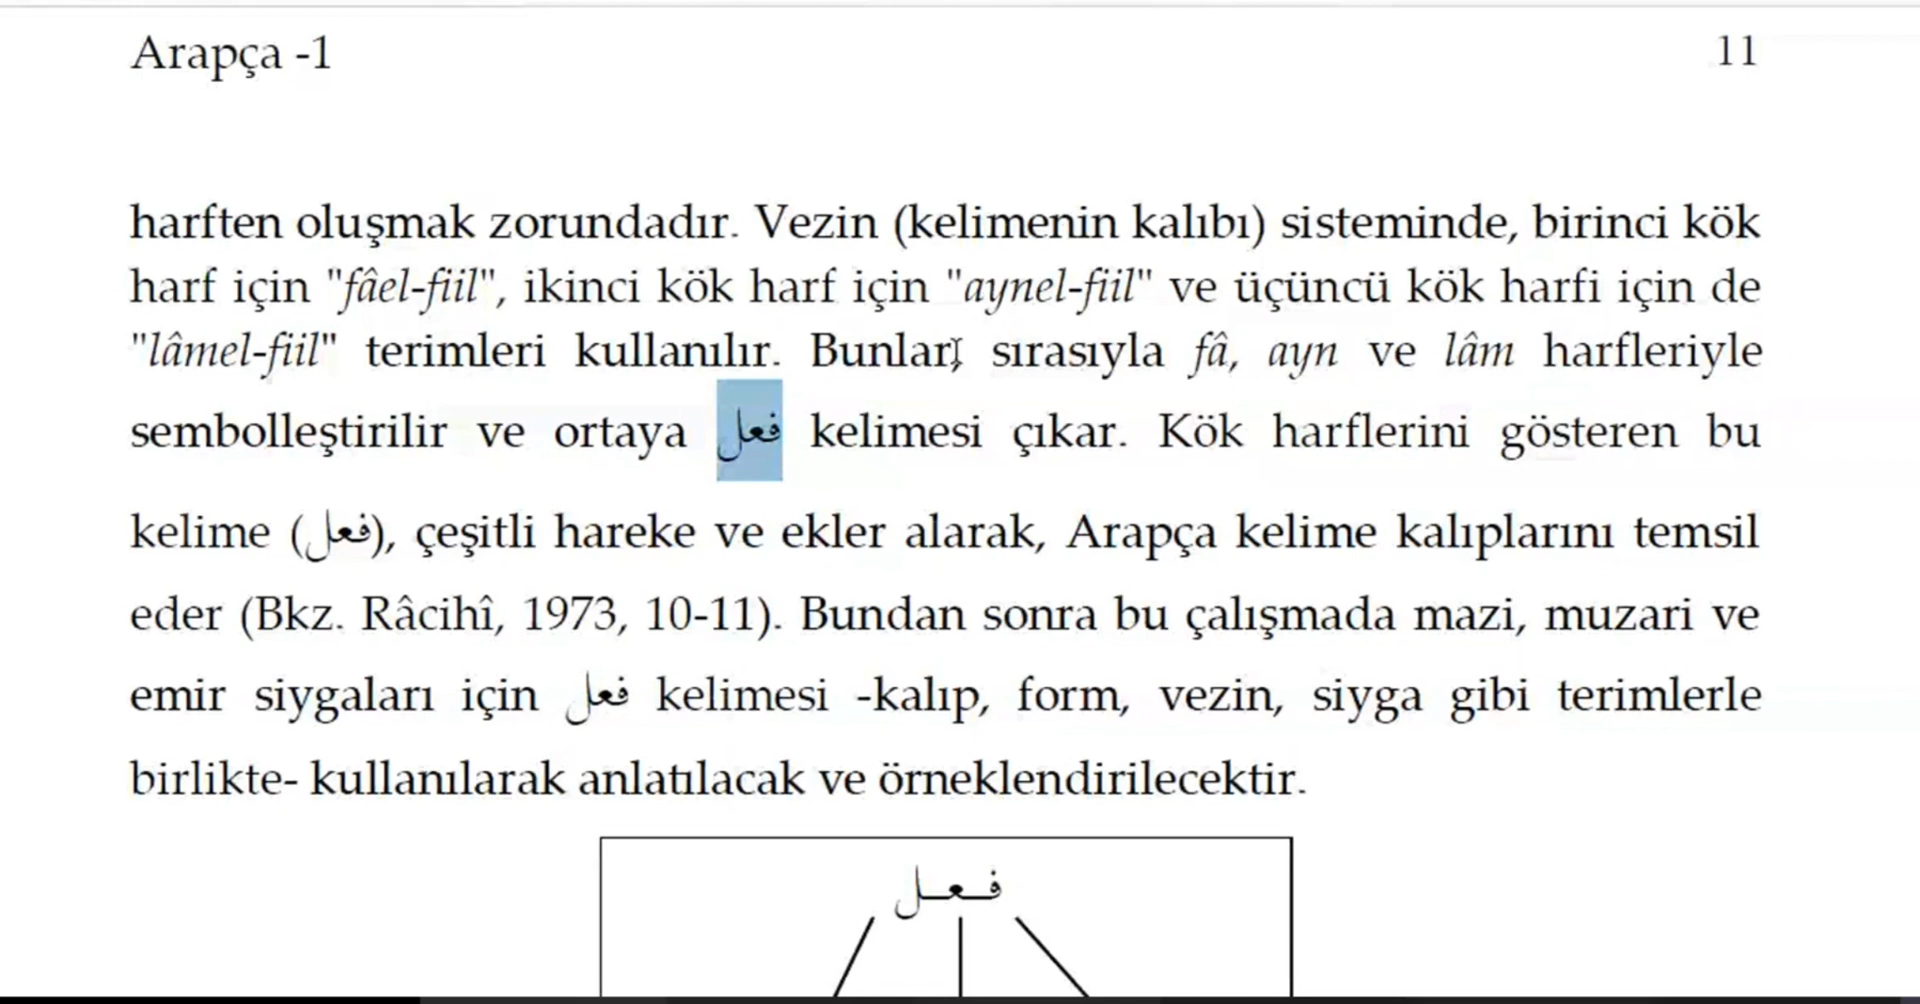 Arapça -1 11
harften oluşmak zorundadır. Vezin (kelimenin kalıbı) sisteminde, birinci kök
harf için "fâel-fiil", ikinci kök harf için "aynel-fiil" ve üçüncü kök harfi için de
"lâmel-fiil" terimleri kullanılır. Bunlar, sırasıyla fâ, ayn ve lâm harfleriyle
sembolleştirilir ve ortaya فعل kelimesi çıkar. Kök harflerini gösteren bu
kelime (فعل), çeşitli hareke ve ekler alarak, Arapça kelime kalıplarını temsil
eder (Bkz. Râcihî, 1973, 10-11). Bundan sonra bu çalışmada mazi, muzari ve
emir siygaları için فعل kelimesi -kalıp, form, vezin, siyga gibi terimlerle
birlikte- kullanılarak anlatılacak ve örneklendirilecektir.
فـعـل